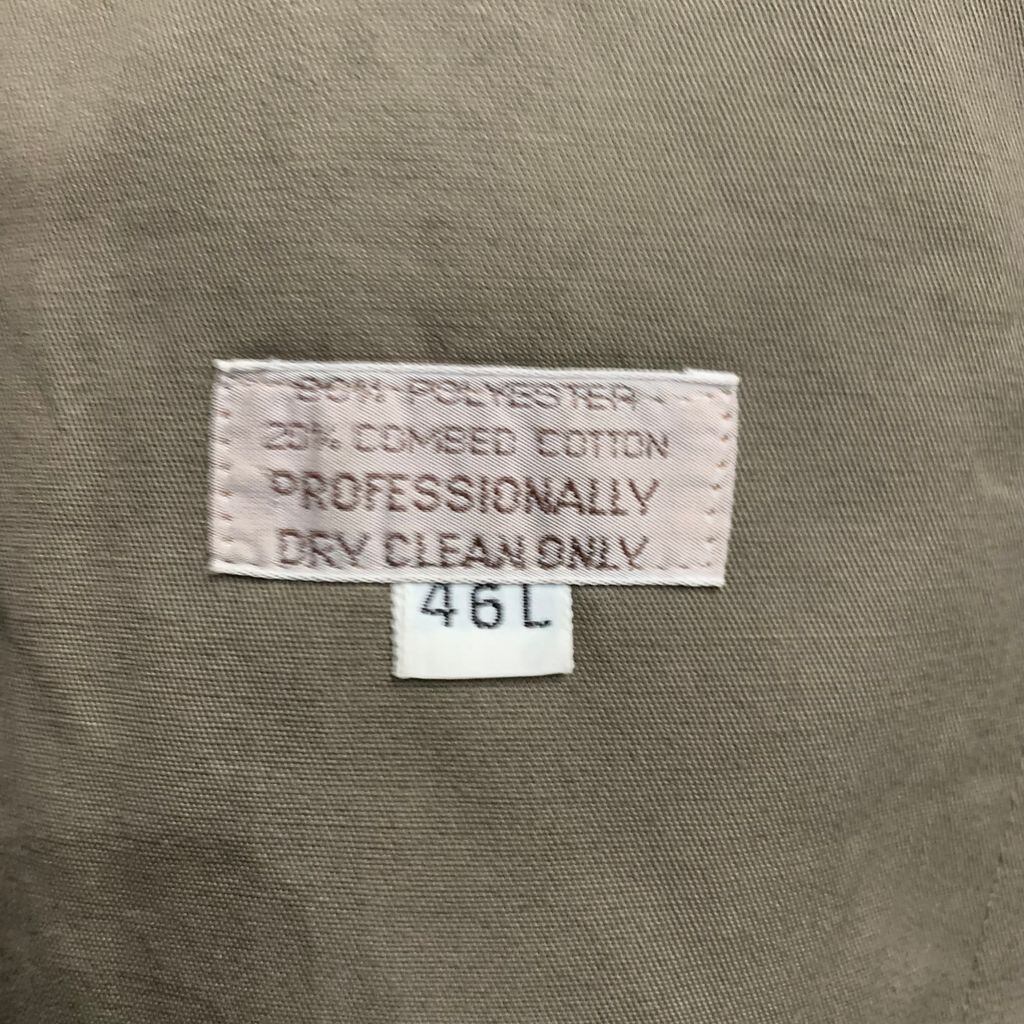 80% POLYESTER
20% COMBED COTTON
PROFESSIONALLY
DRY CLEAN ONLY
46L